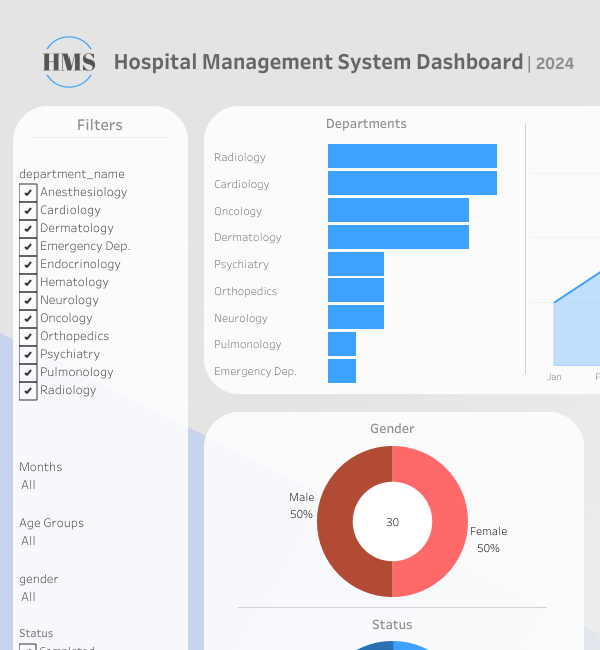 HMS
Hospital Management System Dashboard | 2024
Filters
department_name
Anesthesiology
Cardiology
Dermatology
Emergency Dep.
Endocrinology
Hematology
Neurology
Oncology
Orthopedics
Psychiatry
Pulmonology
Radiology
Months
All
Age Groups
All
gender
All
Status
Completed
Departments
Radiology
Cardiology
Oncology
Dermatology
Psychiatry
Orthopedics
Neurology
Pulmonology
Emergency Dep.
Jan
F
Gender
Male
50%
30
Female
50%
Status